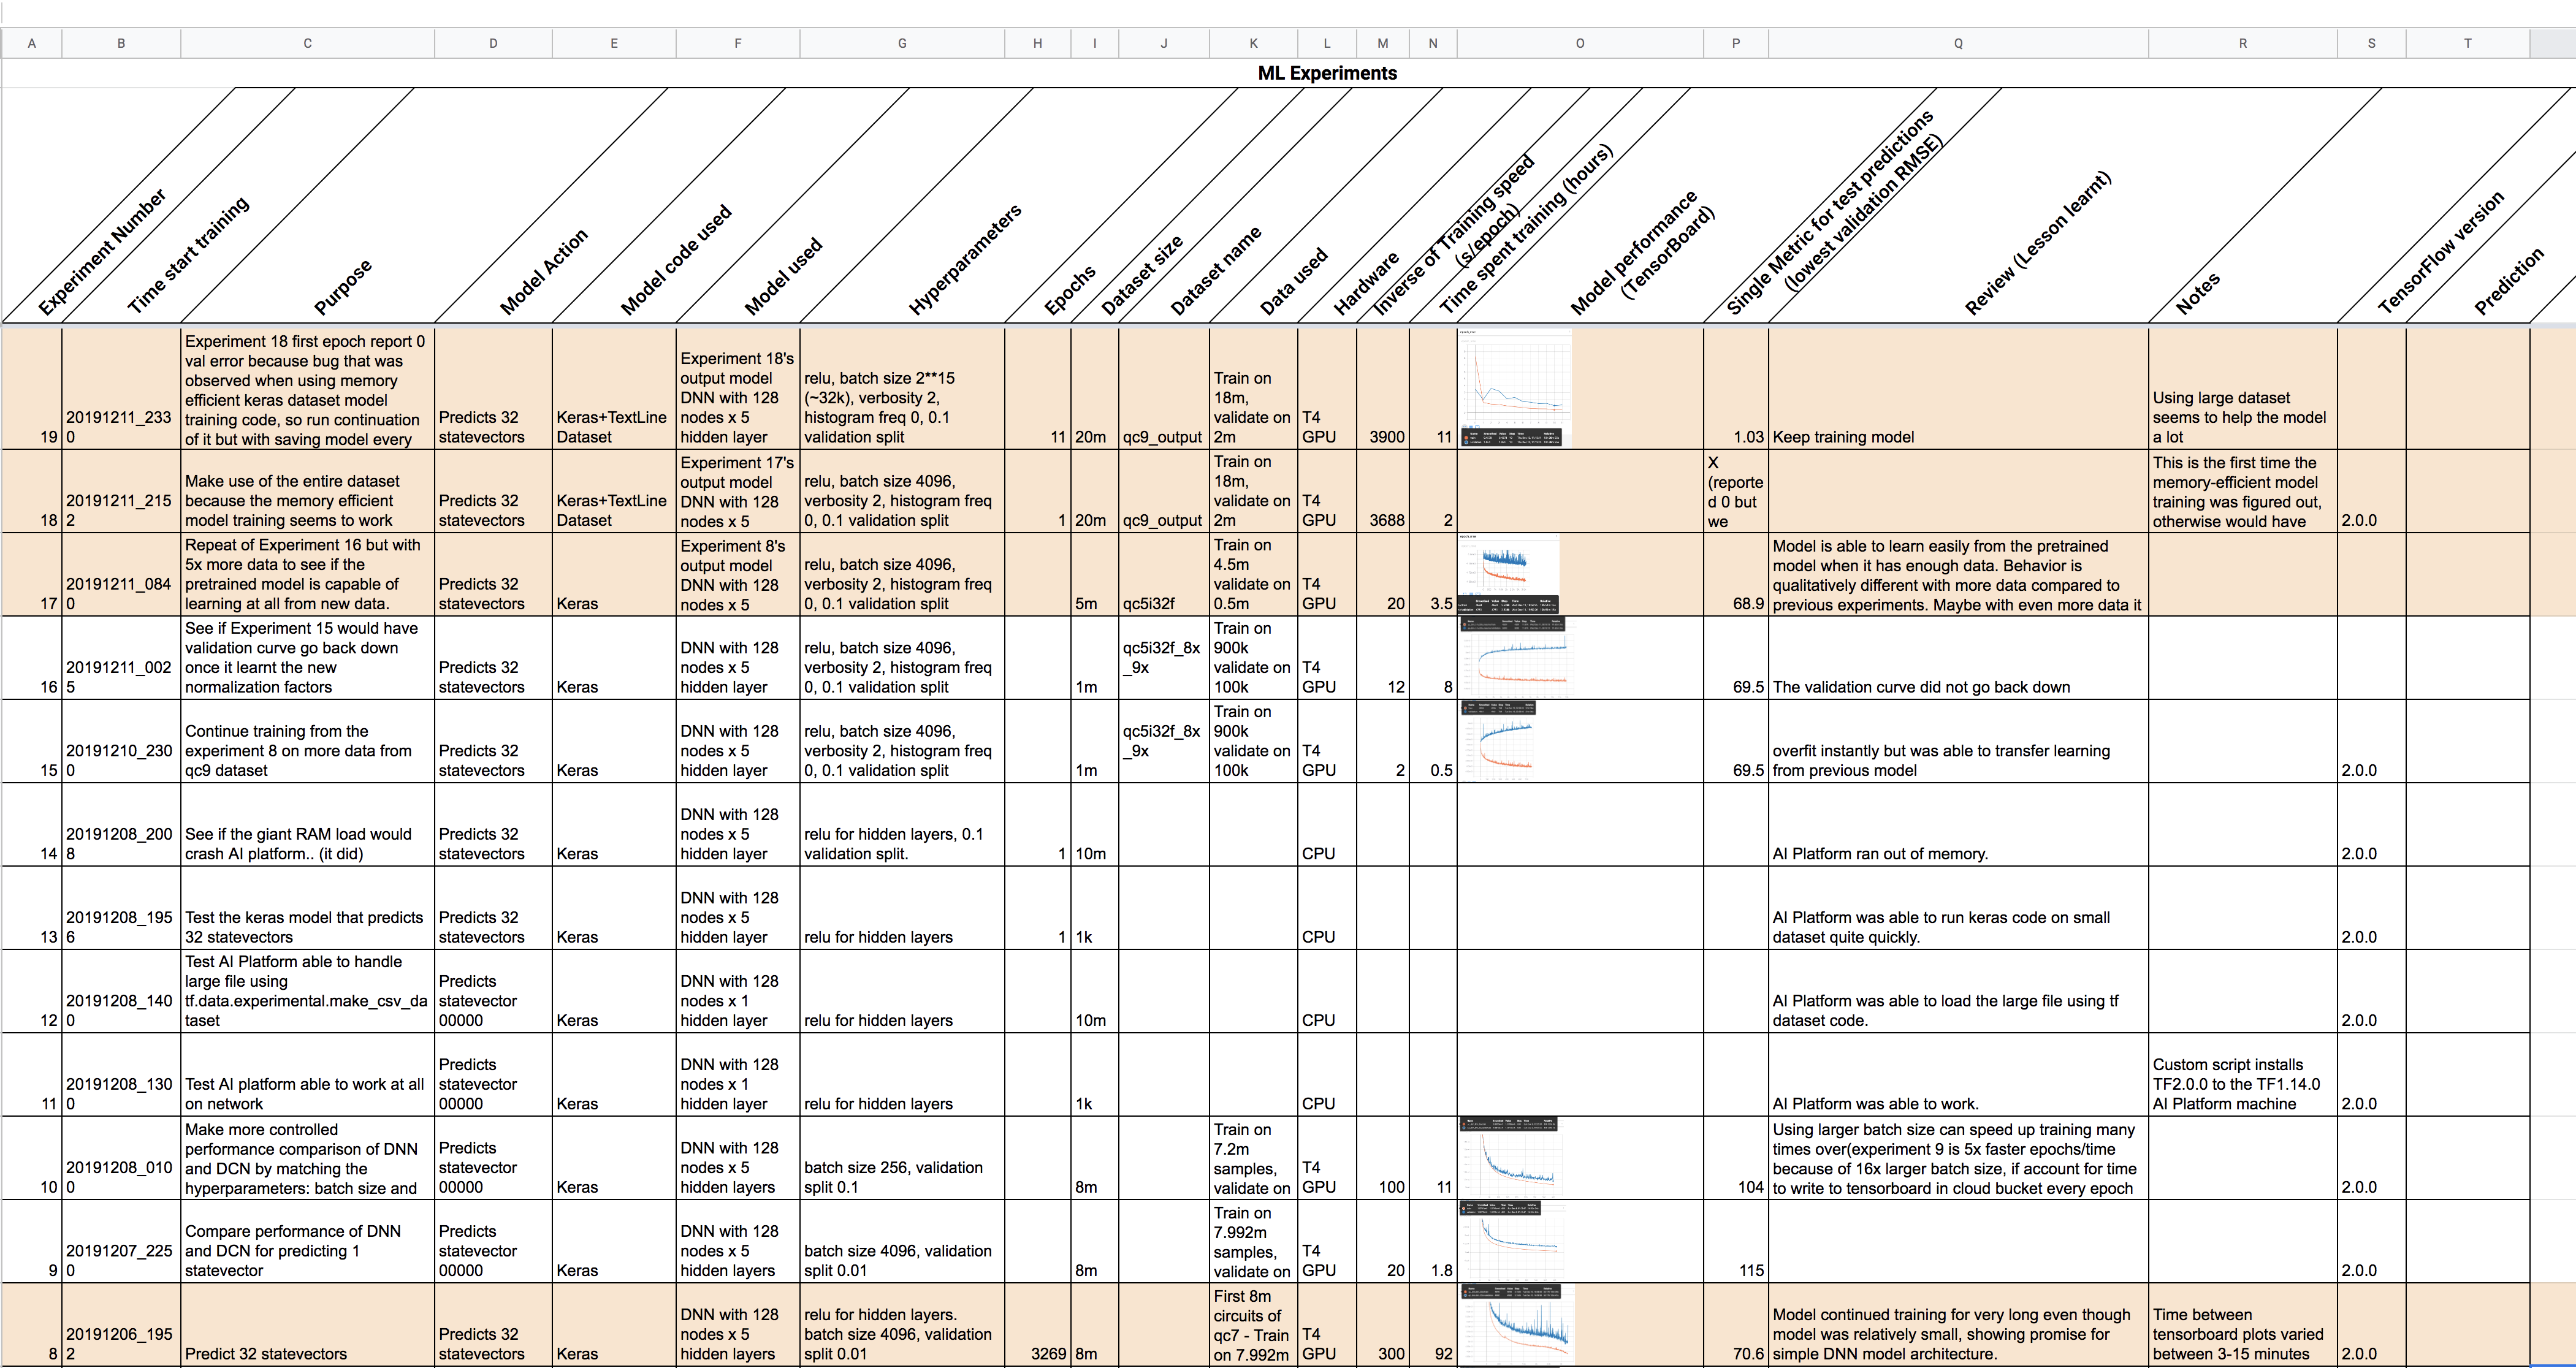 A B C D E F G H I J K L M N O P Q R S T
ML Experiments
Experiment Number
Time start training
Purpose
Model Action
Model code used
Model used
Hyperparameters
Epochs
Dataset size
Dataset name
Data used
Hardware
Inverse of Training speed
(s/epoch)
Time spent training (hours)
Model performance
(TensorBoard)
Single Metric for test predictions
(lowest validation RMSE)
Review (Lesson learnt)
Notes
TensorFlow version
Prediction
19
20191211_233
0
Experiment 18 first epoch report 0
val error because bug that was
observed when using memory
efficient keras dataset model
training code, so run continuation
of it but with saving model every
Predicts 32
statevectors
Keras+TextLine
Dataset
Experiment 18's
output model
DNN with 128
nodes x 5
hidden layer
relu, batch size 2**15
(~32k), verbosity 2,
histogram freq 0, 0.1
validation split
11
20m
qc9_output
Train on
18m,
validate on
2m
T4
GPU
3900
11
1.03
Keep training model
Using large dataset
seems to help the model
a lot
18
20191211_215
2
Make use of the entire dataset
because the memory efficient
model training seems to work
Predicts 32
statevectors
Keras+TextLine
Dataset
Experiment 17's
output model
DNN with 128
nodes x 5
relu, batch size 4096,
verbosity 2, histogram freq
0, 0.1 validation split
1
20m
qc9_output
Train on
18m,
validate on
2m
T4
GPU
3688
2
X
(reporte
d 0 but
we
This is the first time the
memory-efficient model
training was figured out,
otherwise would have
2.0.0
17
20191211_084
0
Repeat of Experiment 16 but with
5x more data to see if the
pretrained model is capable of
learning at all from new data.
Predicts 32
statevectors
Keras
Experiment 8's
output model
DNN with 128
nodes x 5
relu, batch size 4096,
verbosity 2, histogram freq
0, 0.1 validation split
5m
qc5i32f
Train on
4.5m
validate on
0.5m
T4
GPU
20
3.5
68.9
Model is able to learn easily from the pretrained
model when it has enough data. Behavior is
qualitatively different with more data compared to
previous experiments. Maybe with even more data it
16
20191211_002
5
See if Experiment 15 would have
validation curve go back down
once it learnt the new
normalization factors
Predicts 32
statevectors
Keras
DNN with 128
nodes x 5
hidden layer
relu, batch size 4096,
verbosity 2, histogram freq
0, 0.1 validation split
1m
qc5i32f_8x
_9x
Train on
900k
validate on
100k
T4
GPU
12
8
69.5
The validation curve did not go back down
15
20191210_230
0
Continue training from the
experiment 8 on more data from
qc9 dataset
Predicts 32
statevectors
Keras
DNN with 128
nodes x 5
hidden layer
relu, batch size 4096,
verbosity 2, histogram freq
0, 0.1 validation split
1m
qc5i32f_8x
_9x
Train on
900k
validate on
100k
T4
GPU
2
0.5
69.5
overfit instantly but was able to transfer learning
from previous model
2.0.0
14
20191208_200
8
See if the giant RAM load would
crash AI platform.. (it did)
Predicts 32
statevectors
Keras
DNN with 128
nodes x 5
hidden layer
relu for hidden layers, 0.1
validation split.
1
10m
CPU
AI Platform ran out of memory.
2.0.0
13
20191208_195
6
Test the keras model that predicts
32 statevectors
Predicts 32
statevectors
Keras
DNN with 128
nodes x 5
hidden layer
relu for hidden layers
1
1k
CPU
AI Platform was able to run keras code on small
dataset quite quickly.
2.0.0
12
20191208_140
0
Test AI Platform able to handle
large file using
tf.data.experimental.make_csv_da
taset
Predicts
statevector
00000
Keras
DNN with 128
nodes x 1
hidden layer
relu for hidden layers
10m
CPU
AI Platform was able to load the large file using tf
dataset code.
2.0.0
11
20191208_130
0
Test AI platform able to work at all
on network
Predicts
statevector
00000
Keras
DNN with 128
nodes x 1
hidden layer
relu for hidden layers
1k
CPU
AI Platform was able to work.
Custom script installs
TF2.0.0 to the TF1.14.0
AI Platform machine
2.0.0
10
20191208_010
0
Make more controlled
performance comparison of DNN
and DCN by matching the
hyperparameters: batch size and
Predicts
statevector
00000
Keras
DNN with 128
nodes x 5
hidden layers
batch size 256, validation
split 0.1
8m
Train on
7.2m
samples,
validate on
T4
GPU
100
11
104
Using larger batch size can speed up training many
times over(experiment 9 is 5x faster epochs/time
because of 16x larger batch size, if account for time
to write to tensorboard in cloud bucket every epoch
2.0.0
9
20191207_225
0
Compare performance of DNN
and DCN for predicting 1
statevector
Predicts
statevector
00000
Keras
DNN with 128
nodes x 5
hidden layers
batch size 4096, validation
split 0.01
8m
Train on
7.992m
samples,
validate on
T4
GPU
20
1.8
115
2.0.0
8
20191206_195
2
Predict 32 statevectors
Predicts 32
statevectors
Keras
DNN with 128
nodes x 5
hidden layers
relu for hidden layers.
batch size 4096, validation
split 0.01
3269
8m
First 8m
circuits of
qc7 - Train
on 7.992m
T4
GPU
300
92
70.6
Model continued training for very long even though
model was relatively small, showing promise for
simple DNN model architecture.
Time between
tensorboard plots varied
between 3-15 minutes
2.0.0